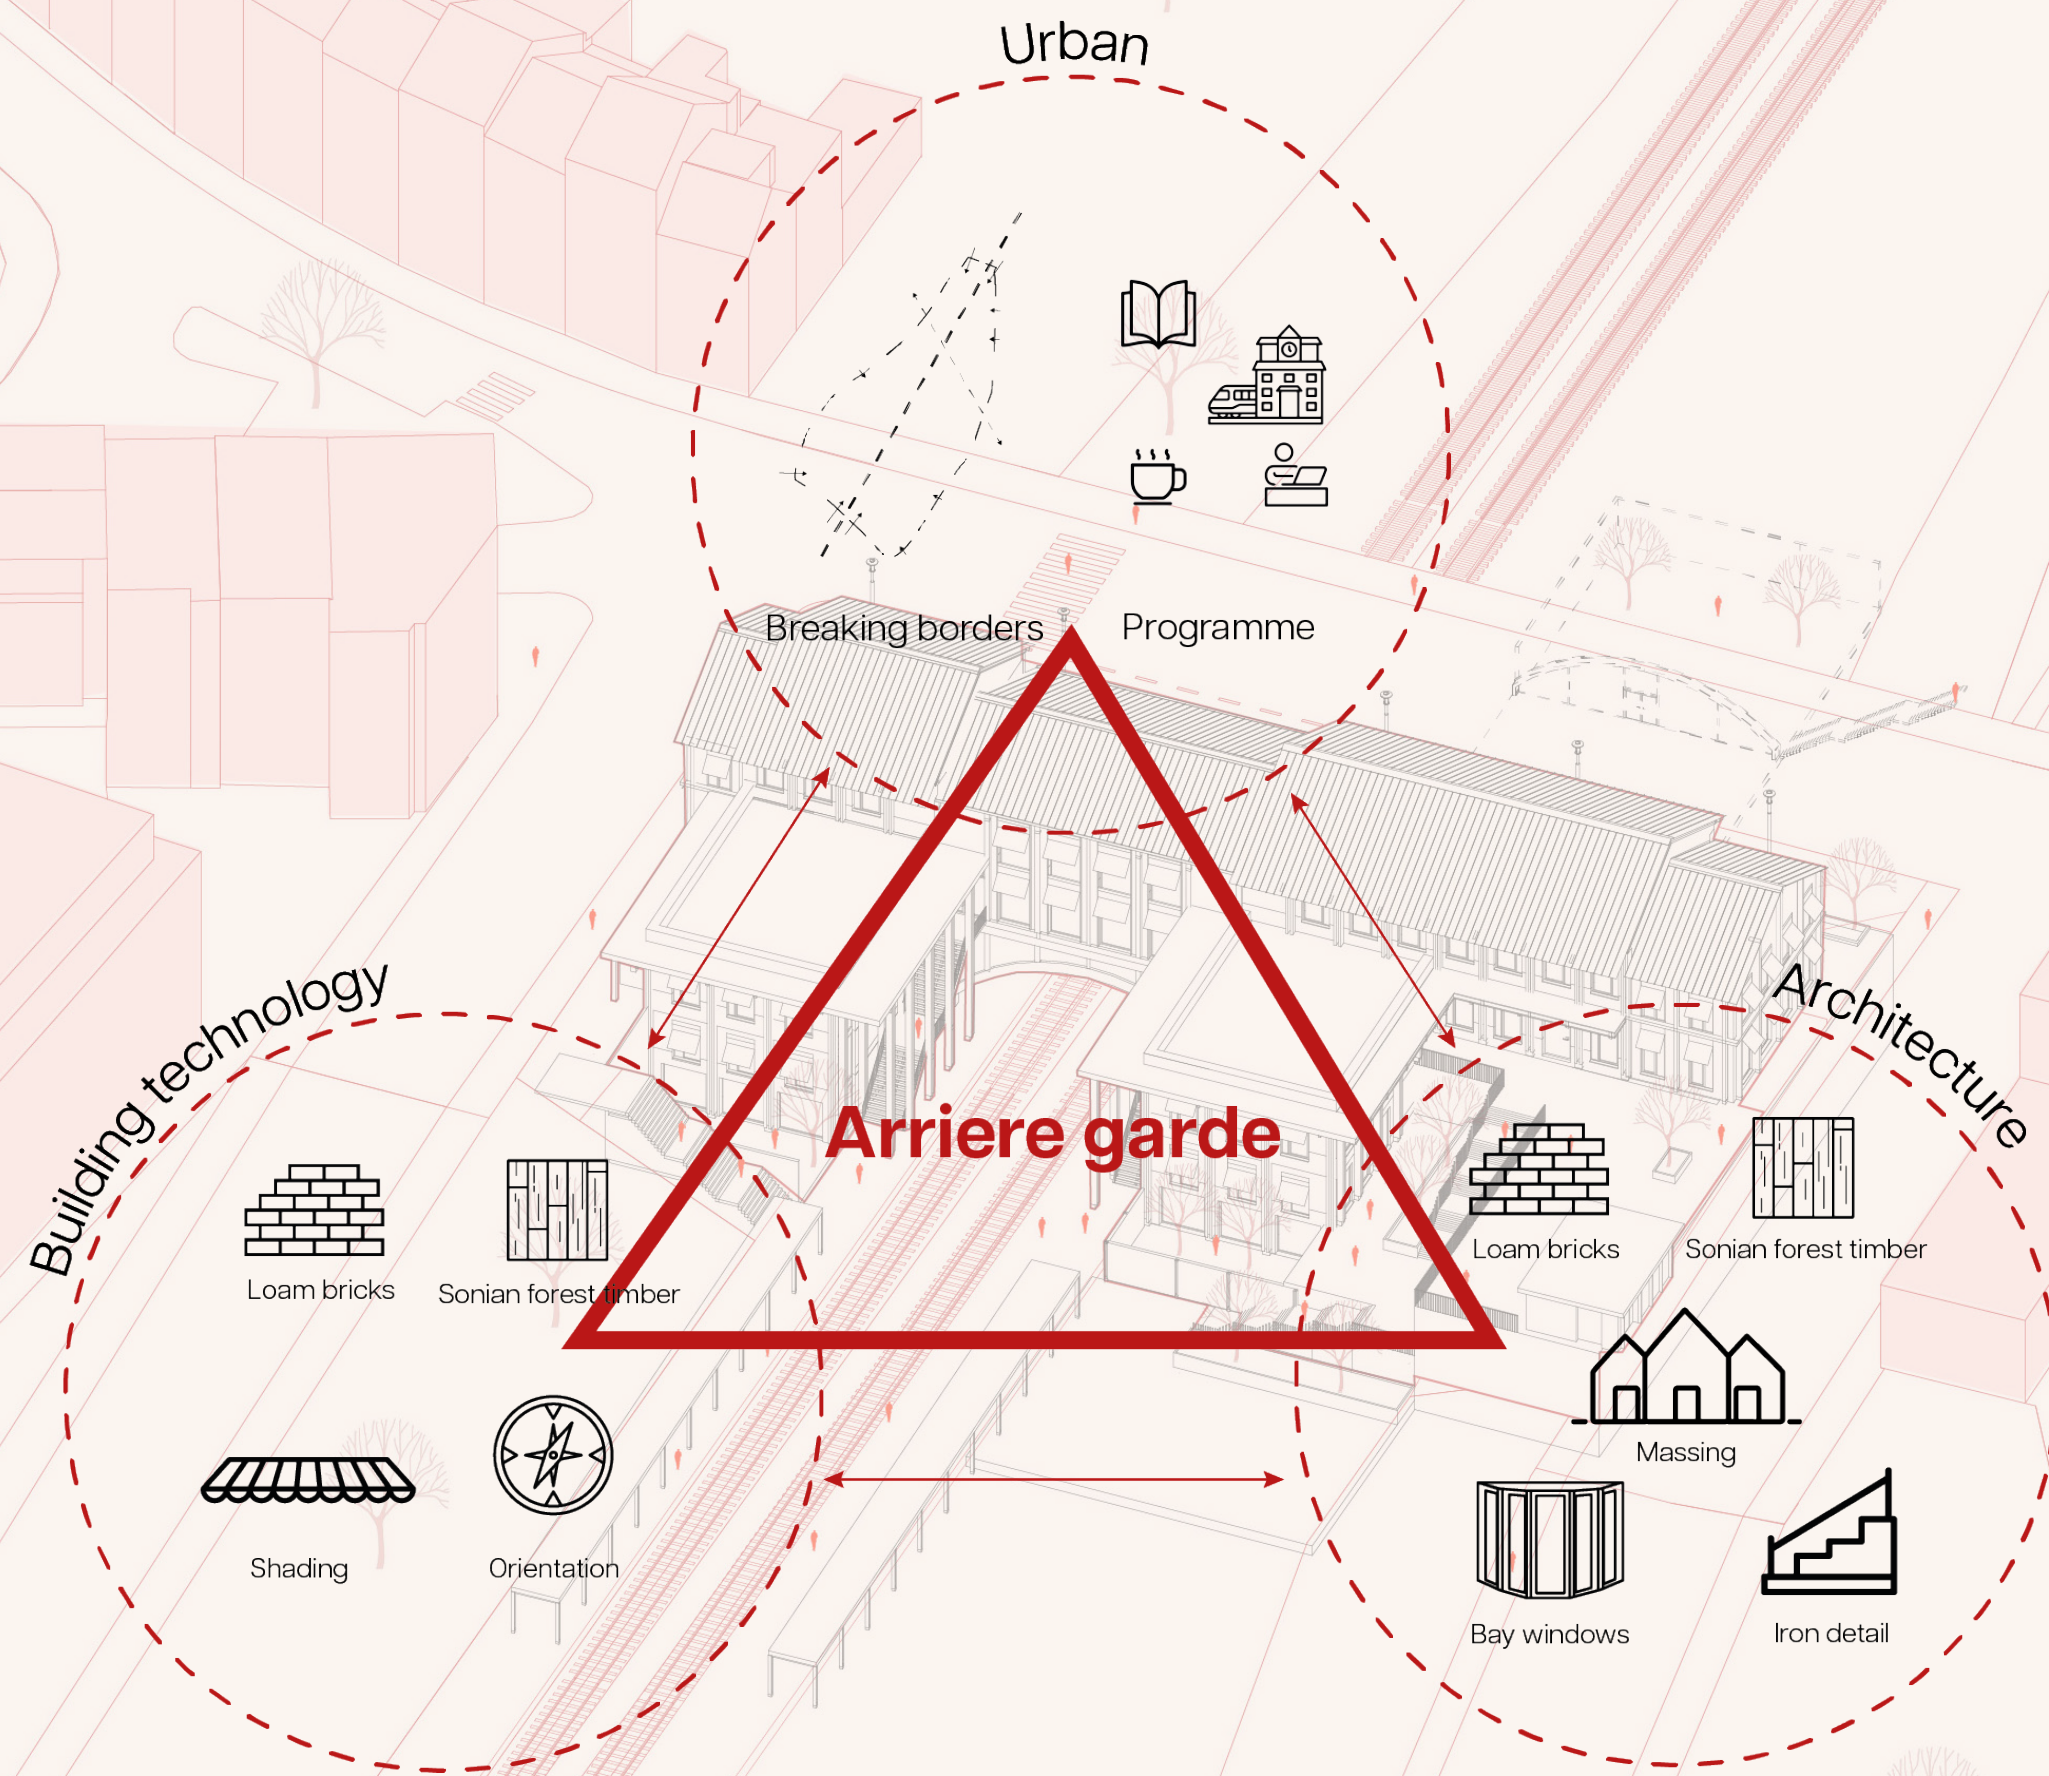 Urban
Breaking borders
Programme
Building technology
Architecture
Arriere garde
Loam bricks
Sonian forest timber
Loam bricks
Sonian forest timber
Massing
Shading
Orientation
Bay windows
Iron detail